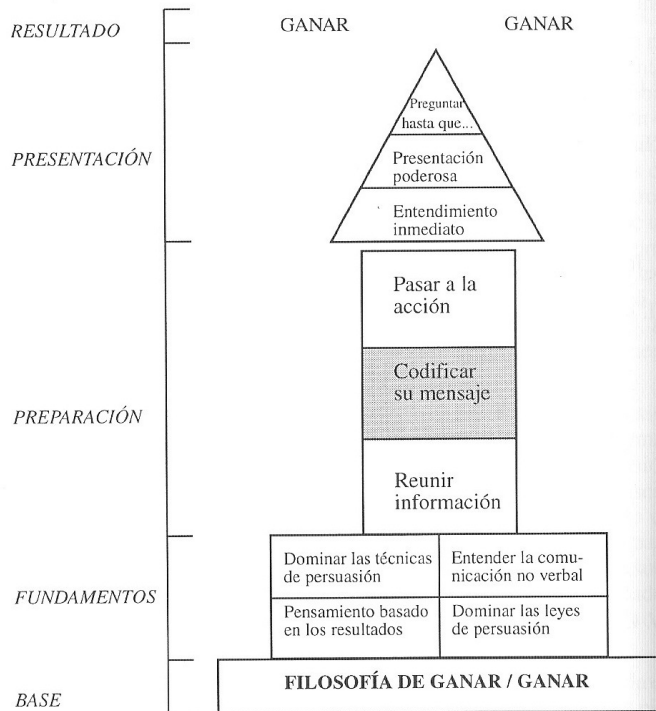 RESULTADO
GANAR GANAR
PRESENTACIÓN
Preguntar
hasta que...
Presentación
poderosa
Entendimiento
inmediato
PREPARACIÓN
Pasar a la
acción
Codificar
su mensaje
Reunir
información
FUNDAMENTOS
Dominar las técnicas
de persuasión
Entender la comu-
nicación no verbal
Pensamiento basado
en los resultados
Dominar las leyes
de persuasión
BASE
FILOSOFÍA DE GANAR / GANAR